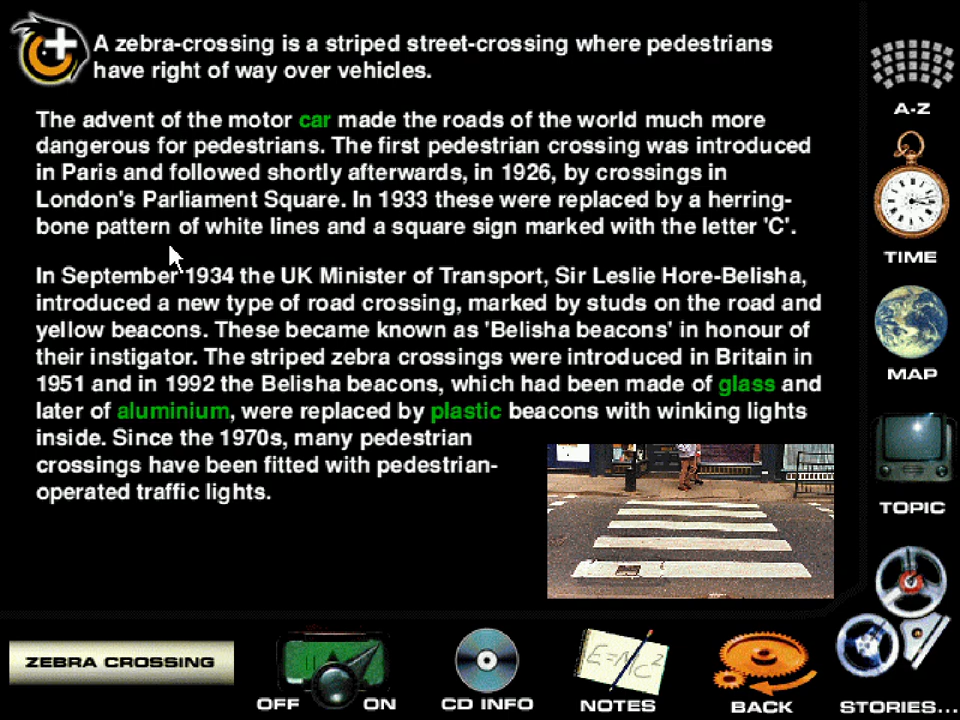 A zebra-crossing is a striped street-crossing where pedestrians
have right of way over vehicles.
The advent of the motor car made the roads of the world much more
dangerous for pedestrians. The first pedestrian crossing was introduced
in Paris and followed shortly afterwards, in 1926, by crossings in
London's Parliament Square. In 1933 these were replaced by a herring-
bone pattern of white lines and a square sign marked with the letter 'C'.
In September 1934 the UK Minister of Transport, Sir Leslie Hore-Belisha,
introduced a new type of road crossing, marked by studs on the road and
yellow beacons. These became known as 'Belisha beacons' in honour of
their instigator. The striped zebra crossings were introduced in Britain in
1951 and in 1992 the Belisha beacons, which had been made of glass and
later of aluminium, were replaced by plastic beacons with winking lights
inside. Since the 1970s, many pedestrian
crossings have been fitted with pedestrian-
operated traffic lights.
A-Z
TIME
MAP
TOPIC
ZEBRA CROSSING
OFF
ON
CD INFO
E=MC²
NOTES
BACK
STORIES...